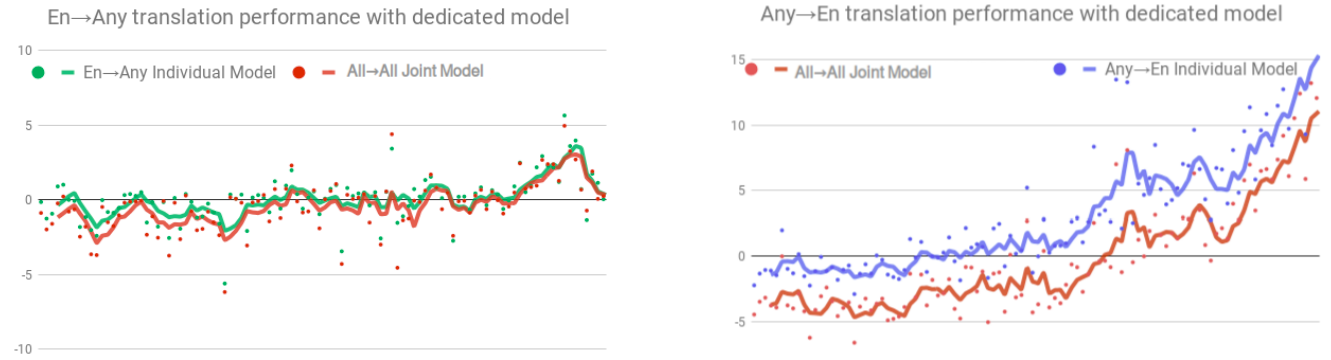 En→Any translation performance with dedicated model
10
En→Any Individual Model
All→All Joint Model
5
0
-5
-10
Any→En translation performance with dedicated model
15
All→All Joint Model
Any→En Individual Model
10
5
0
-5